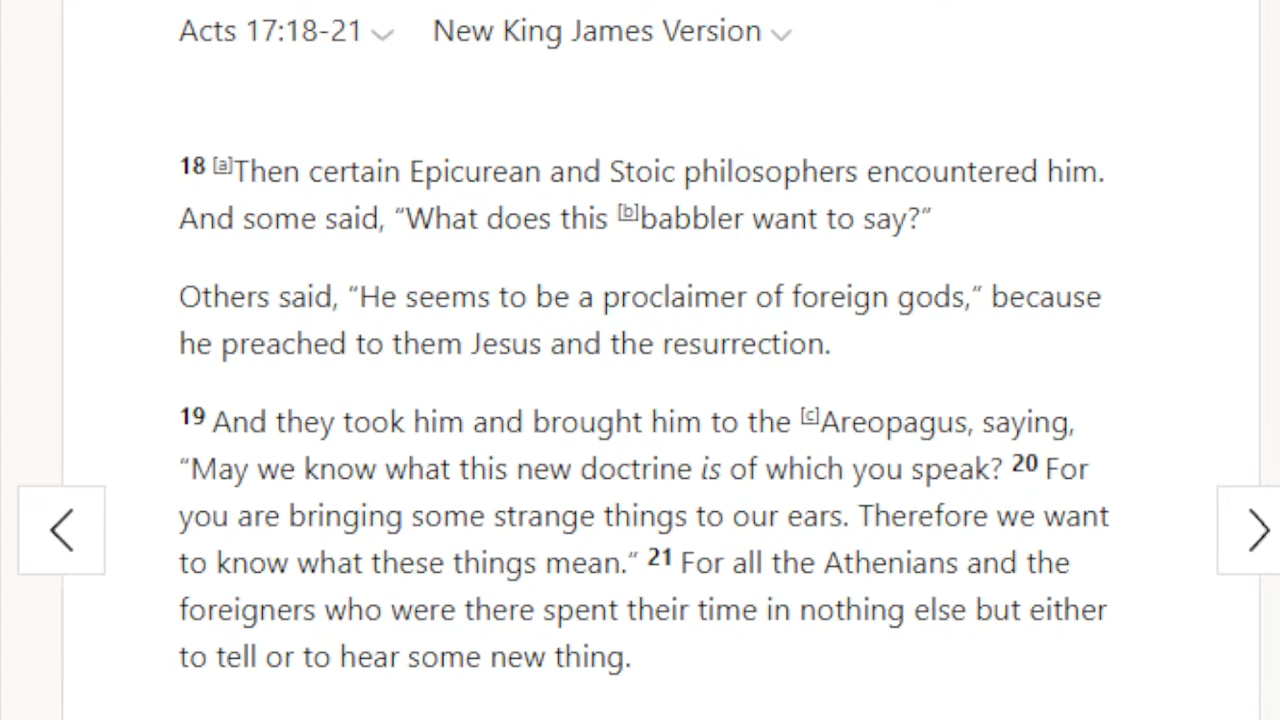 Acts 17:18-21 New King James Version
18 [a]Then certain Epicurean and Stoic philosophers encountered him.
And some said, “What does this [b]babbler want to say?”
Others said, “He seems to be a proclaimer of foreign gods,” because
he preached to them Jesus and the resurrection.
19 And they took him and brought him to the [c]Areopagus, saying,
“May we know what this new doctrine is of which you speak? 20 For
you are bringing some strange things to our ears. Therefore we want
to know what these things mean.” 21 For all the Athenians and the
foreigners who were there spent their time in nothing else but either
to tell or to hear some new thing.